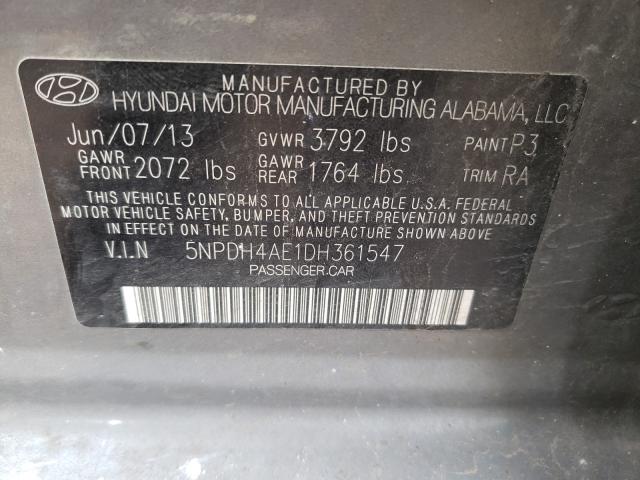 MANUFACTURED BY
HYUNDAI MOTOR MANUFACTURING ALABAMA, LLC
Jun/07/13 GVWR 3792 lbs PAINT P3
GAWR FRONT 2072 lbs GAWR REAR 1764 lbs TRIM RA
THIS VEHICLE CONFORMS TO ALL APPLICABLE U.S.A. FEDERAL
MOTOR VEHICLE SAFETY, BUMPER, AND THEFT PREVENTION STANDARDS
IN EFFECT ON THE DATE OF MANUFACTURE SHOWN ABOVE.
V.I.N 5NPDH4AE1DH361547
PASSENGER CAR